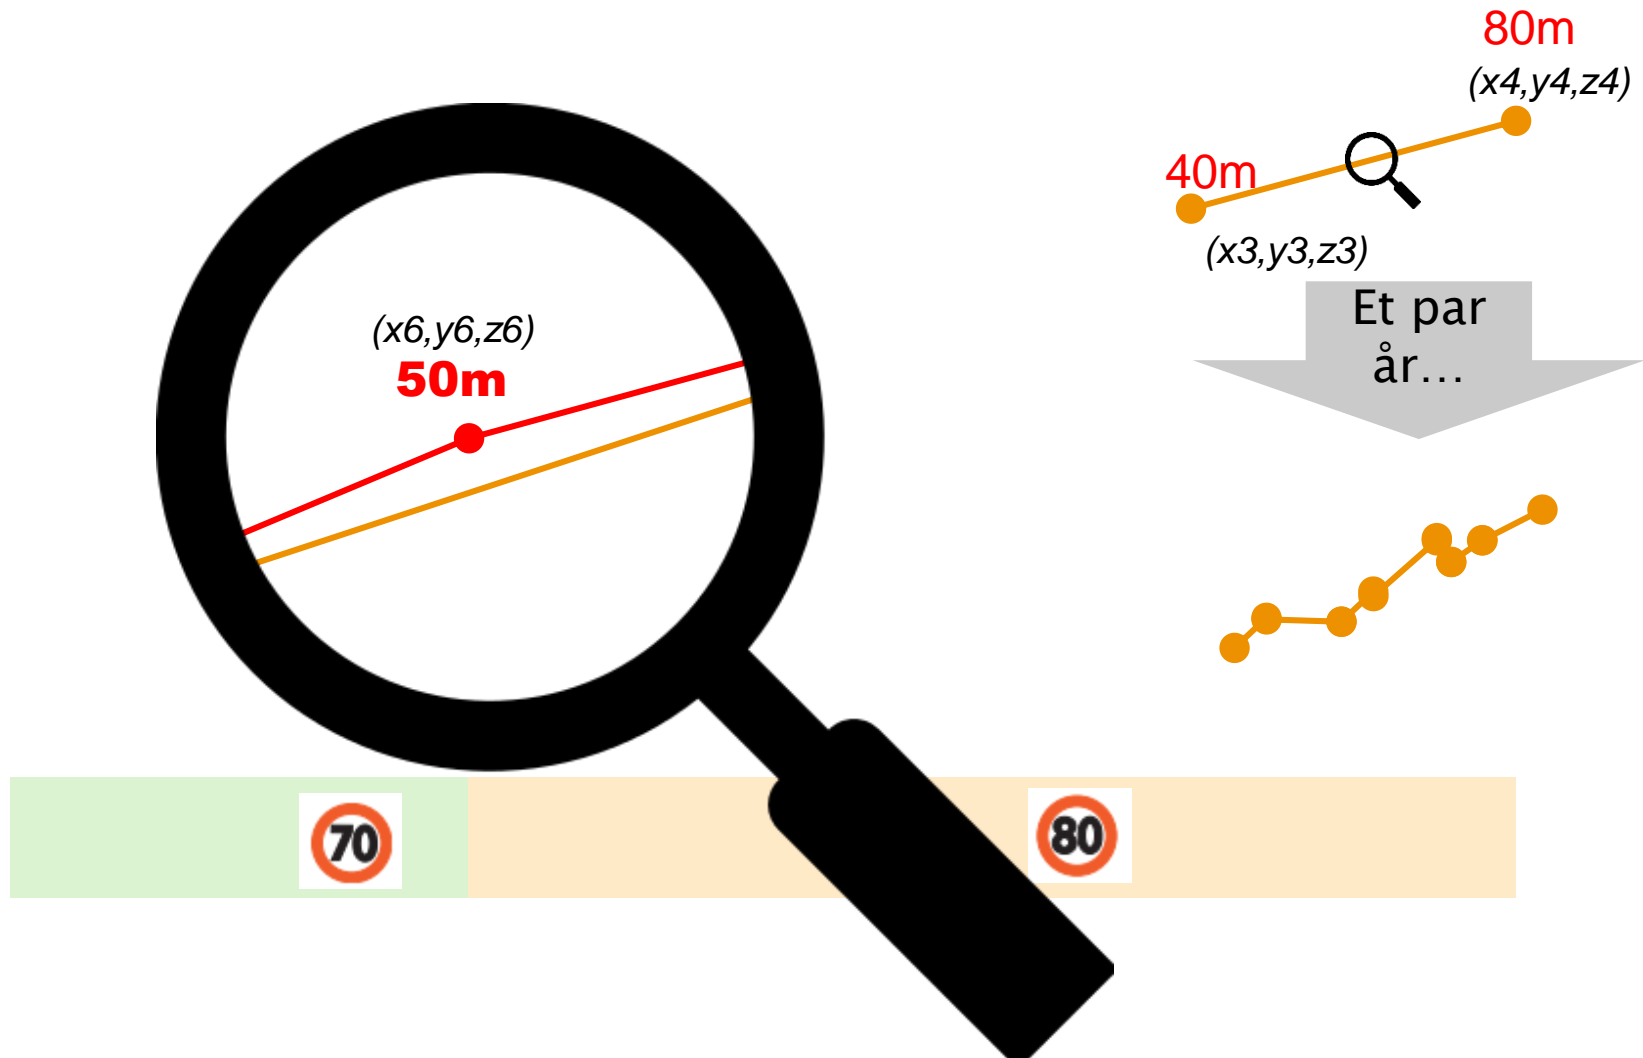 80m
(x4,y4,z4)
40m
(x3,y3,z3)
Et par
år...
(x6,y6,z6)
50m
70
80